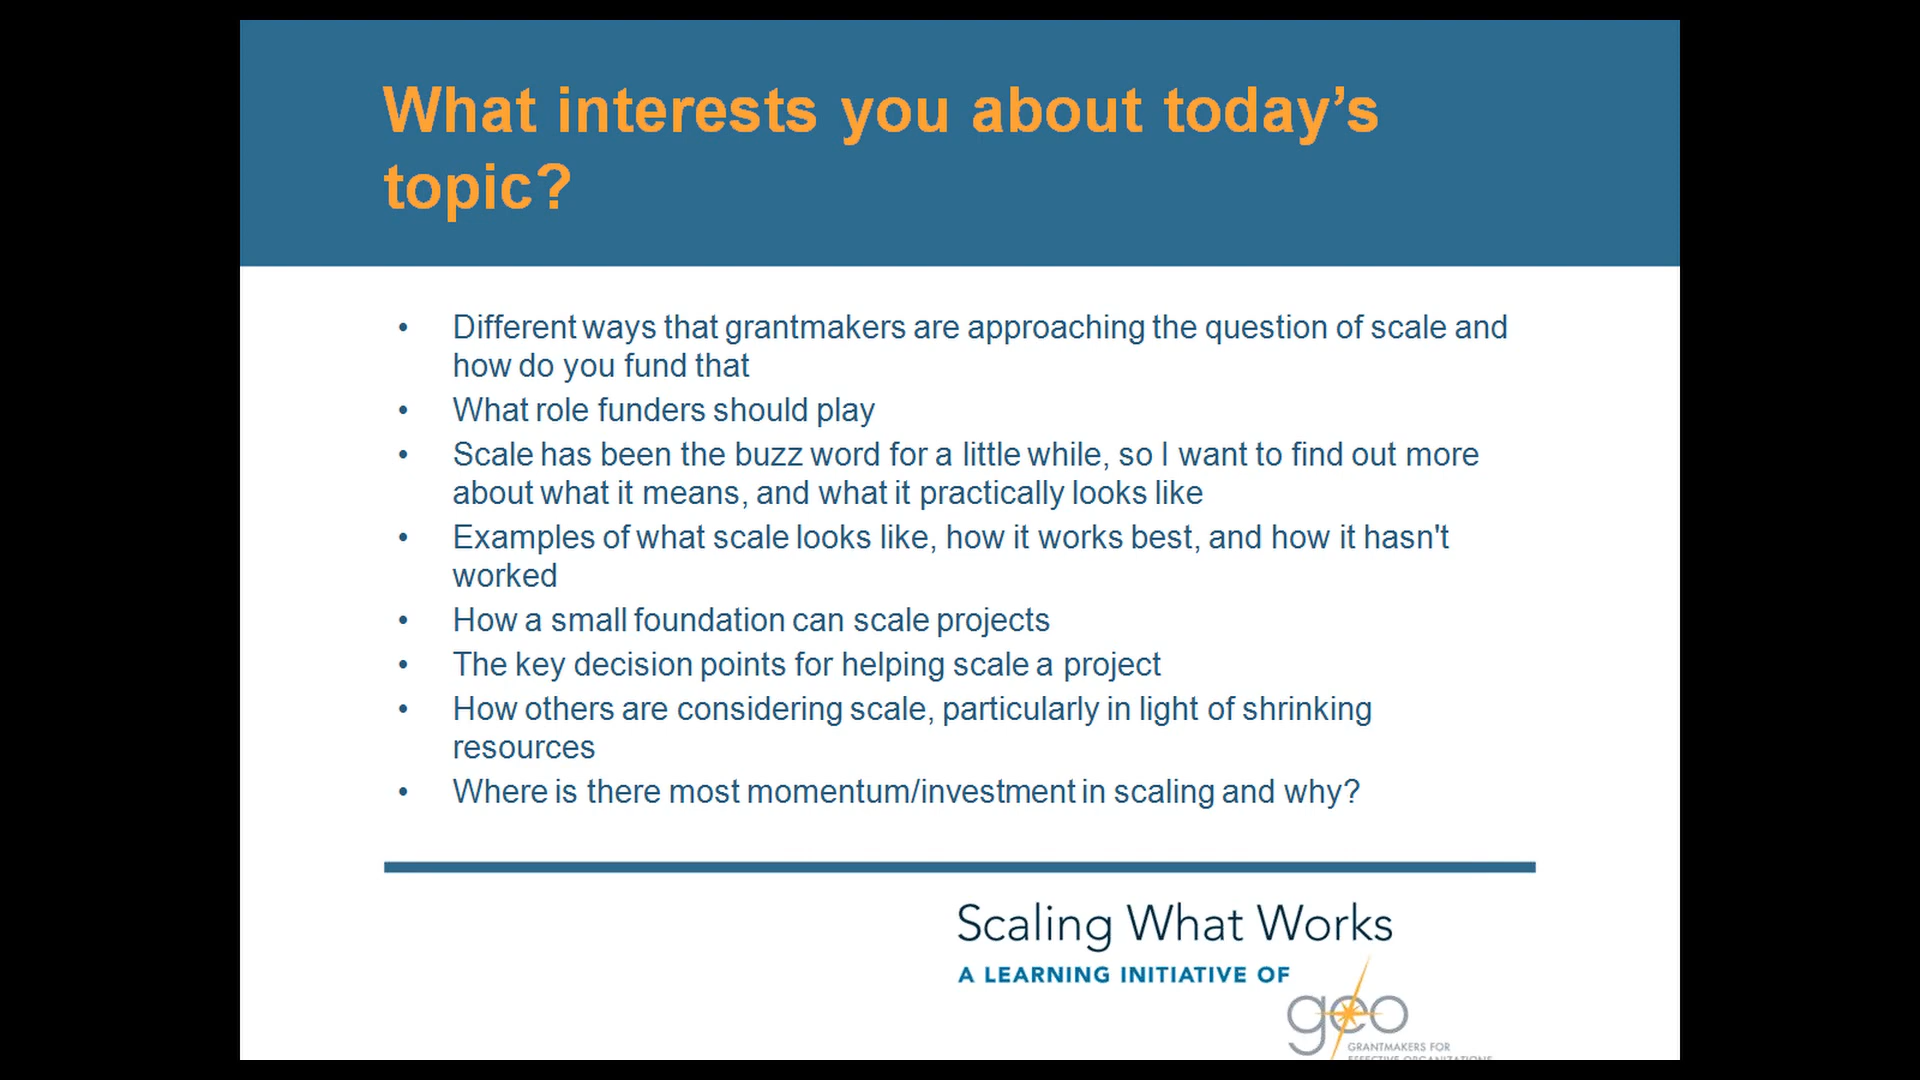 What interests you about today’s
topic?
• Different ways that grantmakers are approaching the question of scale and
how do you fund that
• What role funders should play
• Scale has been the buzz word for a little while, so I want to find out more
about what it means, and what it practically looks like
• Examples of what scale looks like, how it works best, and how it hasn't
worked
• How a small foundation can scale projects
• The key decision points for helping scale a project
• How others are considering scale, particularly in light of shrinking
resources
• Where is there most momentum/investment in scaling and why?
Scaling What Works
A LEARNING INITIATIVE OF
geo
GRANTMAKERS FOR
EFFECTIVE ORGANIZATIONS